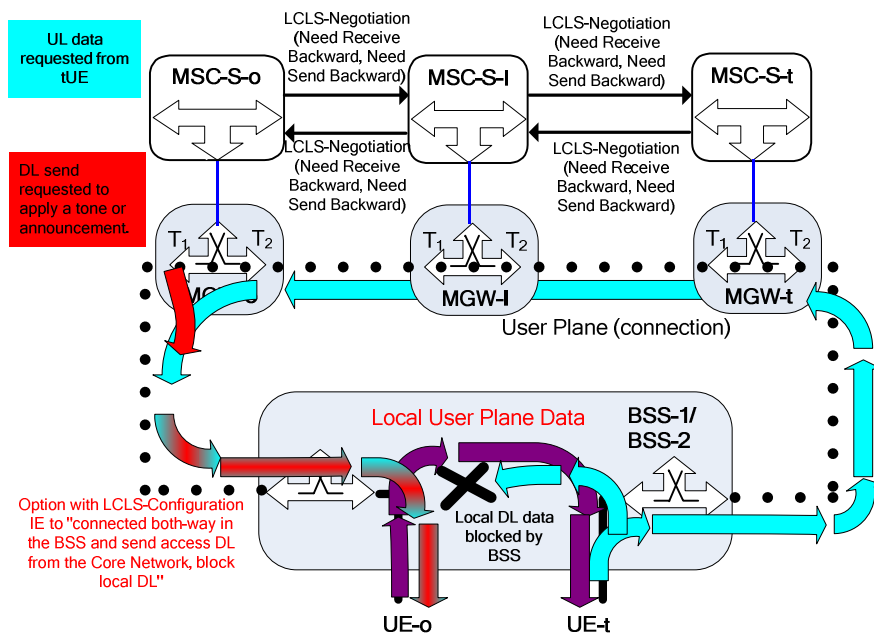 UL data
requested from
tUE
LCLS-Negotiation
(Need Receive
Backward, Need
Send Backward)
LCLS-Negotiation
(Need Receive
Backward, Need
Send Backward)
MSC-S-o
MSC-S-I
MSC-S-t
LCLS-Negotiation
(Need Receive
Backward, Need
Send Backward)
LCLS-Negotiation
(Need Receive
Backward, Need
Send Backward)
DL send
requested to
apply a tone or
announcement.
T1 T2
T1 T2
T1 T2
MGW-I
MGW-t
User Plane (connection)
Local User Plane Data
BSS-1/
BSS-2
Option with LCLS-Configuration
IE to "connected both-way in
the BSS and send access DL
from the Core Network, block
local DL"
Local DL data
blocked by
BSS
UE-o
UE-t